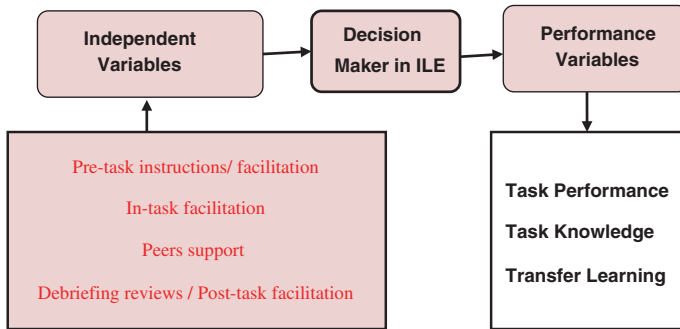 Independent
Variables
Decision
Maker in ILE
Performance
Variables
Pre-task instructions/ facilitation
In-task facilitation
Peers support
Debriefing reviews / Post-task facilitation
Task Performance
Task Knowledge
Transfer Learning